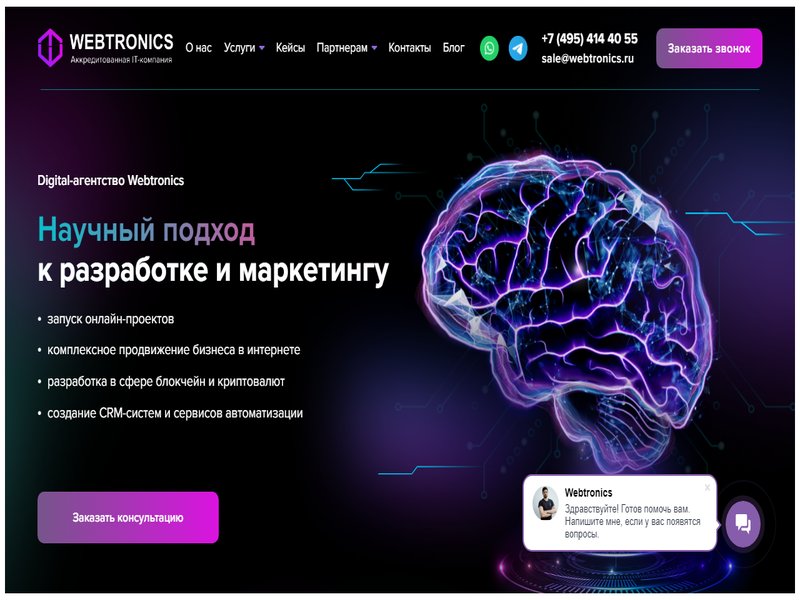 WEBTRONICS
Аккредитованная IT-компания
О нас Услуги Кейсы Партнерам Контакты Блог
+7 (495) 414 40 55
sale@webtronics.ru
Заказать звонок
Digital-агентство Webtronics
Научный подход
к разработке и маркетингу
• запуск онлайн-проектов
• комплексное продвижение бизнеса в интернете
• разработка в сфере блокчейн и криптовалют
• создание CRM-систем и сервисов автоматизации
Заказать консультацию
Webtronics
Здравствуйте! Готов помочь вам.
Напишите мне, если у вас появятся
вопросы.